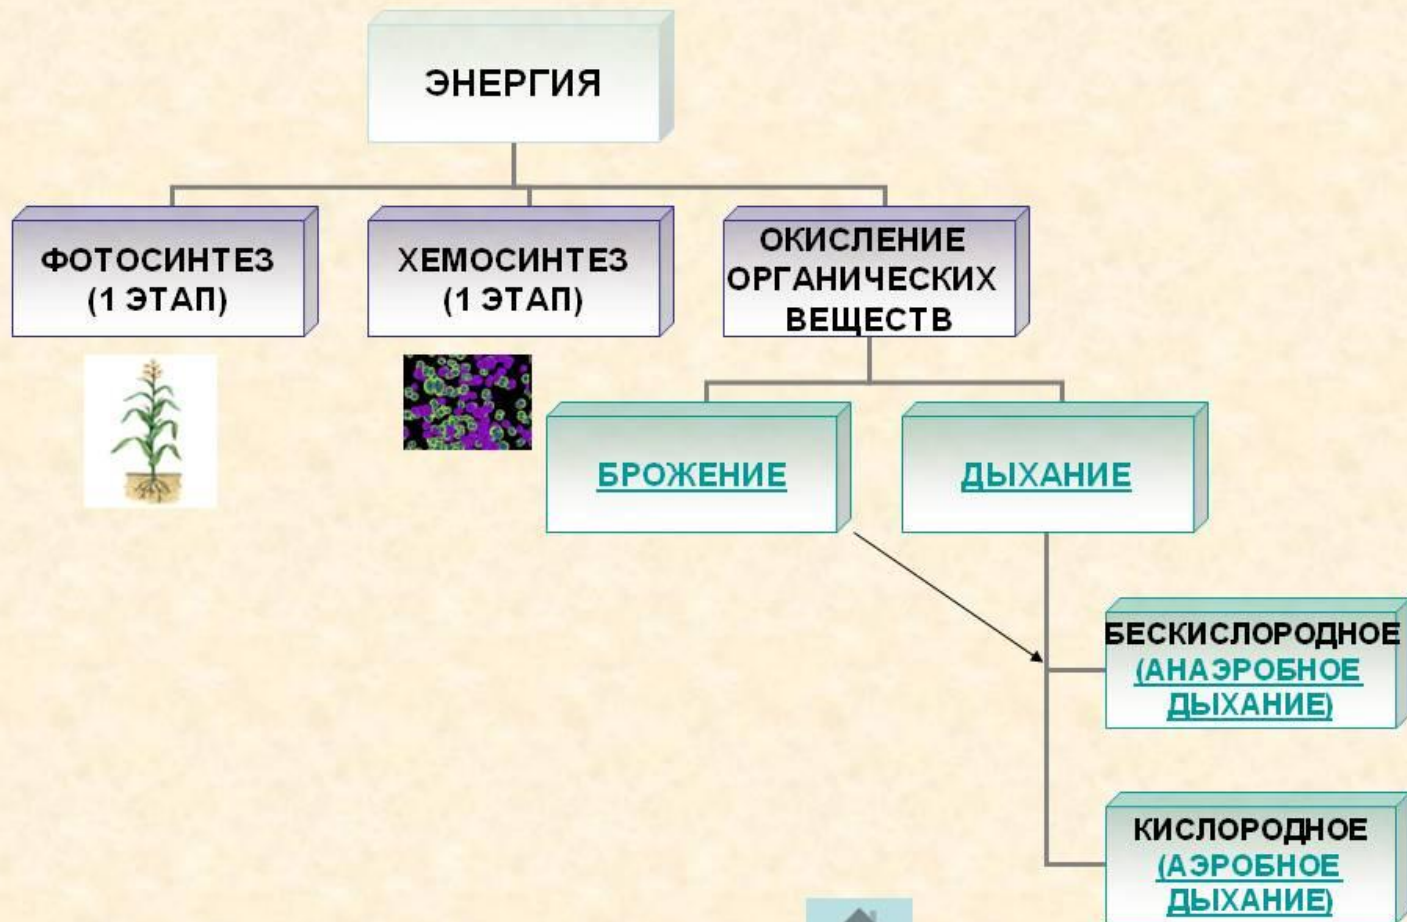 ЭНЕРГИЯ
ФОТОСИНТЕЗ
(1 ЭТАП)
ХЕМОСИНТЕЗ
(1 ЭТАП)
ОКИСЛЕНИЕ
ОРГАНИЧЕСКИХ
ВЕЩЕСТВ
БРОЖЕНИЕ
ДЫХАНИЕ
БЕСКИСЛОРОДНОЕ
(АНАЭРОБНОЕ
ДЫХАНИЕ)
КИСЛОРОДНОЕ
(АЭРОБНОЕ
ДЫХАНИЕ)